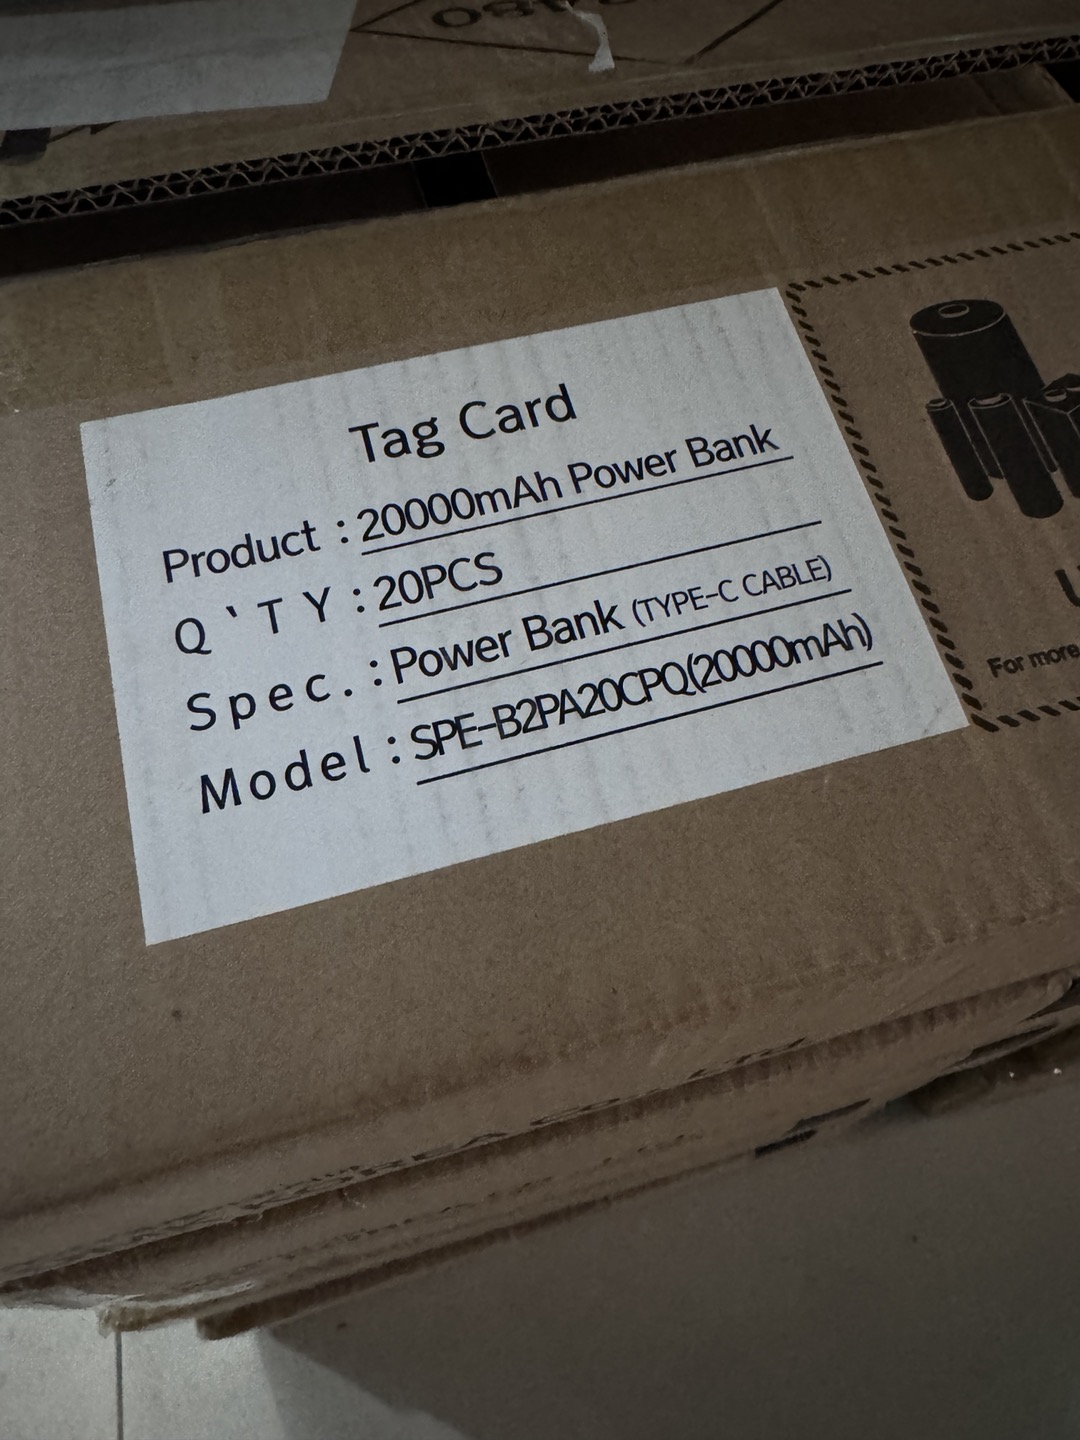 Tag Card
Product : 20000mAh Power Bank
Q`TY : 20PCS
Spec. : Power Bank (TYPE-C CABLE)
Model : SPE-B2PA20CPQ(20000mAh)
For more